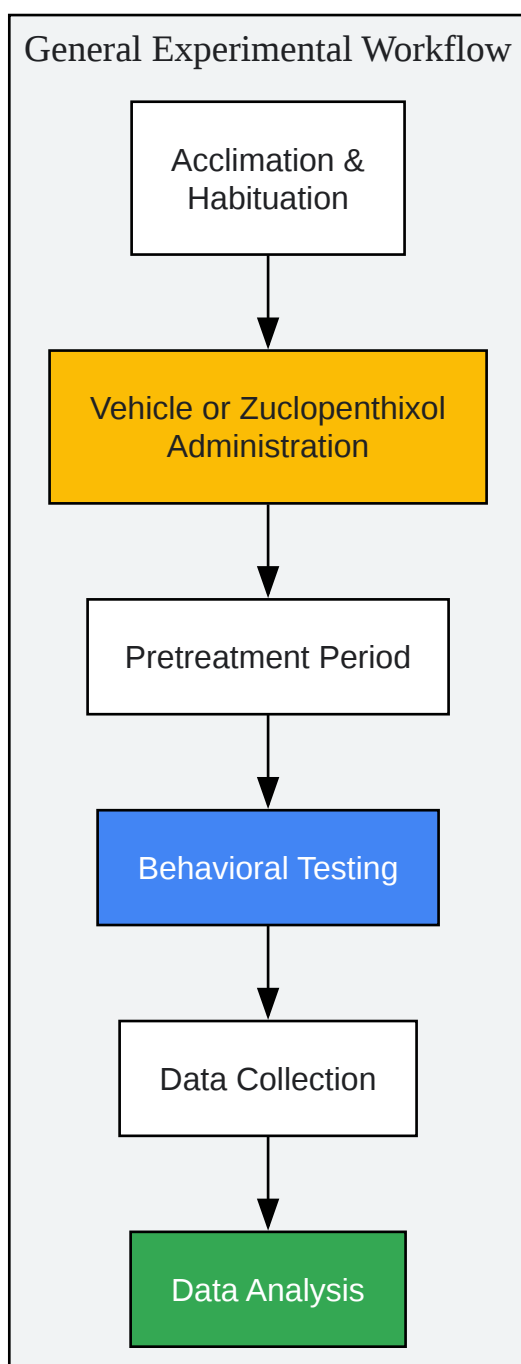 General Experimental Workflow
Acclimation &
Habituation
Vehicle or Zuclopenthixol
Administration
Pretreatment Period
Behavioral Testing
Data Collection
Data Analysis